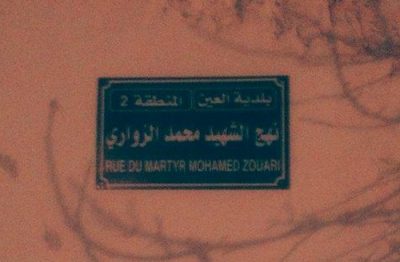 بلدية العين المنطقة 2
نهج الشهيد محمد الزواري
RUE DU MARTYR MOHAMED ZOUARI